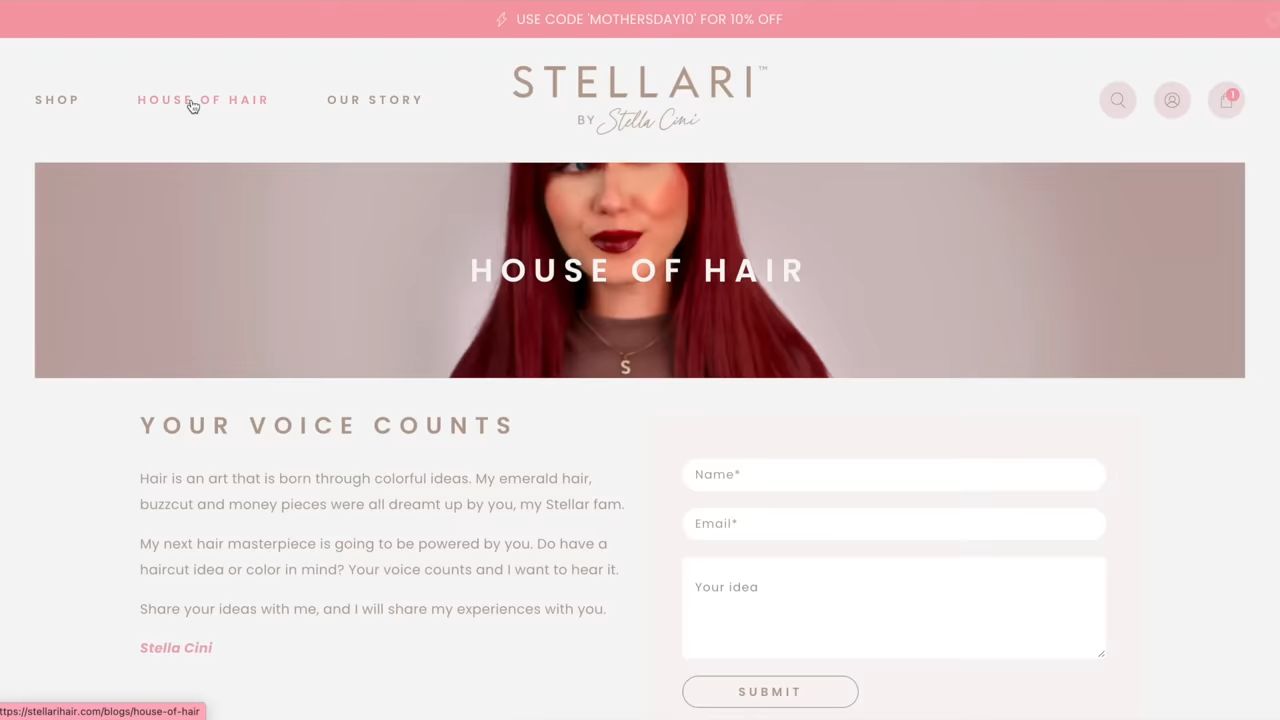 USE CODE 'MOTHERSDAY10' FOR 10% OFF
SHOP
HOUSE OF HAIR
OUR STORY
STELLARI™
BY Stella Cini
1
HOUSE OF HAIR
S
YOUR VOICE COUNTS
Hair is an art that is born through colorful ideas. My emerald hair,
buzzcut and money pieces were all dreamt up by you, my Stellar fam.
My next hair masterpiece is going to be powered by you. Do have a
haircut idea or color in mind? Your voice counts and I want to hear it.
Share your ideas with me, and I will share my experiences with you.
Stella Cini
Name*
Email*
Your idea
SUBMIT
ttps://stellarihair.com/blogs/house-of-hair